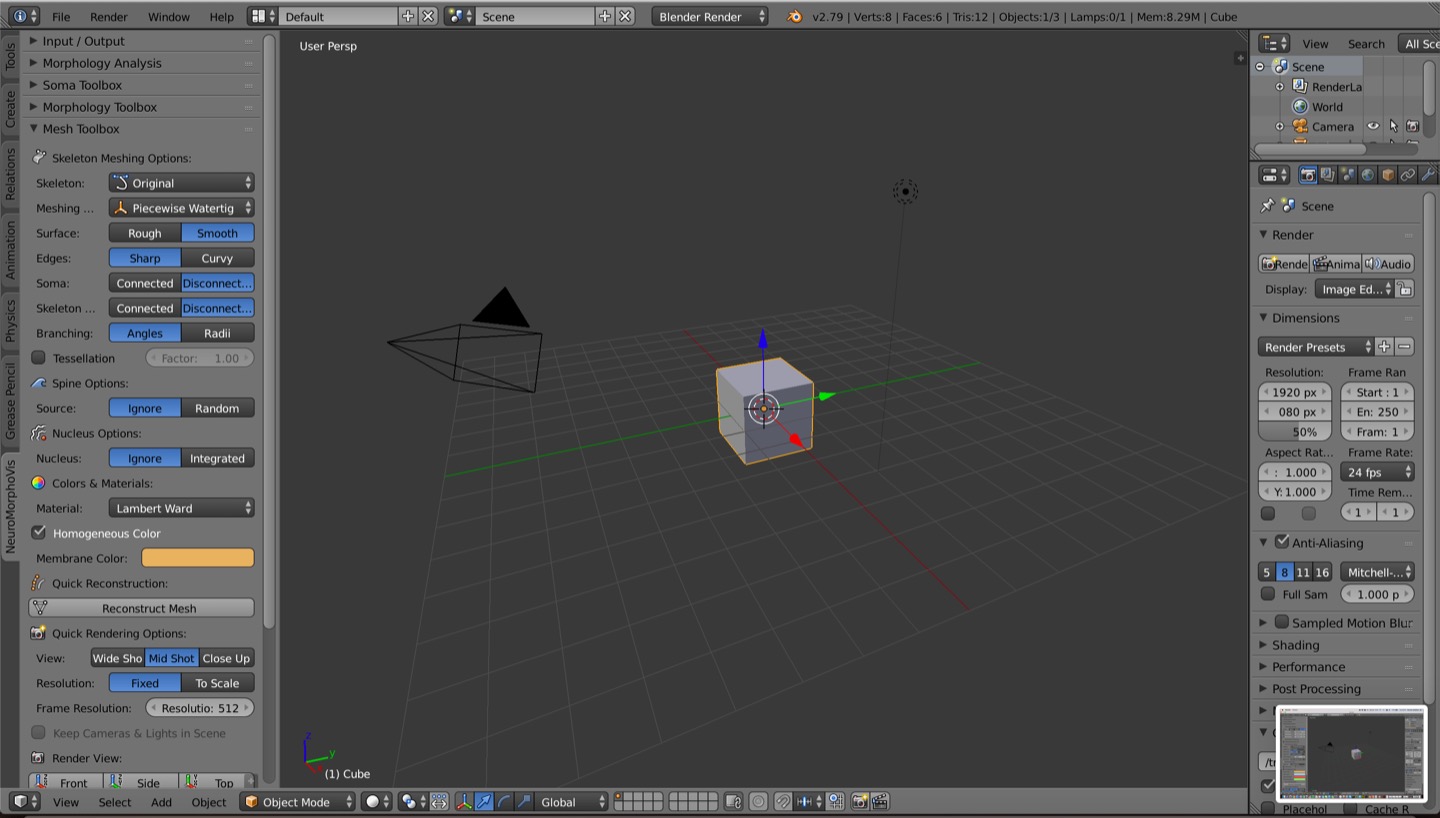 File Render Window Help Default Scene Blender Render v2.79 | Verts:8 | Faces:6 | Tris:12 | Objects:1/3 | Lamps:0/1 | Mem:8.29M | Cube
Tools
Create
Relations
Animation
Physics
Grease Pencil
NeuroMorphoVis
Input / Output
Morphology Analysis
Soma Toolbox
Morphology Toolbox
Mesh Toolbox
Skeleton Meshing Options:
Skeleton: Original
Meshing ... Piecewise Watertig
Surface: Rough Smooth
Edges: Sharp Curvy
Soma: Connected Disconnect...
Skeleton ... Connected Disconnect...
Branching: Angles Radii
Tessellation Factor: 1.00
Spine Options:
Source: Ignore Random
Nucleus Options:
Nucleus: Ignore Integrated
Colors & Materials:
Material: Lambert Ward
Homogeneous Color
Membrane Color:
Quick Reconstruction:
Reconstruct Mesh
Quick Rendering Options:
View: Wide Sho Mid Shot Close Up
Resolution: Fixed To Scale
Frame Resolution: Resolutio: 512
Keep Cameras & Lights in Scene
Render View:
Front Side Top
User Persp
z
y
(1) Cube
View Select Add Object Object Mode Global
View Search All Sce
Scene
RenderLa
World
Camera
Scene
Render
Rende Anima Audio
Display: Image Ed...
Dimensions
Render Presets
Resolution: Frame Ran
1920 px Start : 1
080 px En: 250
50% Fram: 1
Aspect Rat... Frame Rate:
: 1.000 24 fps
Y: 1.000 Time Rem...
1 1
Anti-Aliasing
5 8 11 16 Mitchell-...
Full Sam 1.000 p
Sampled Motion Blur
Shading
Performance
Post Processing
Placehol Cache R